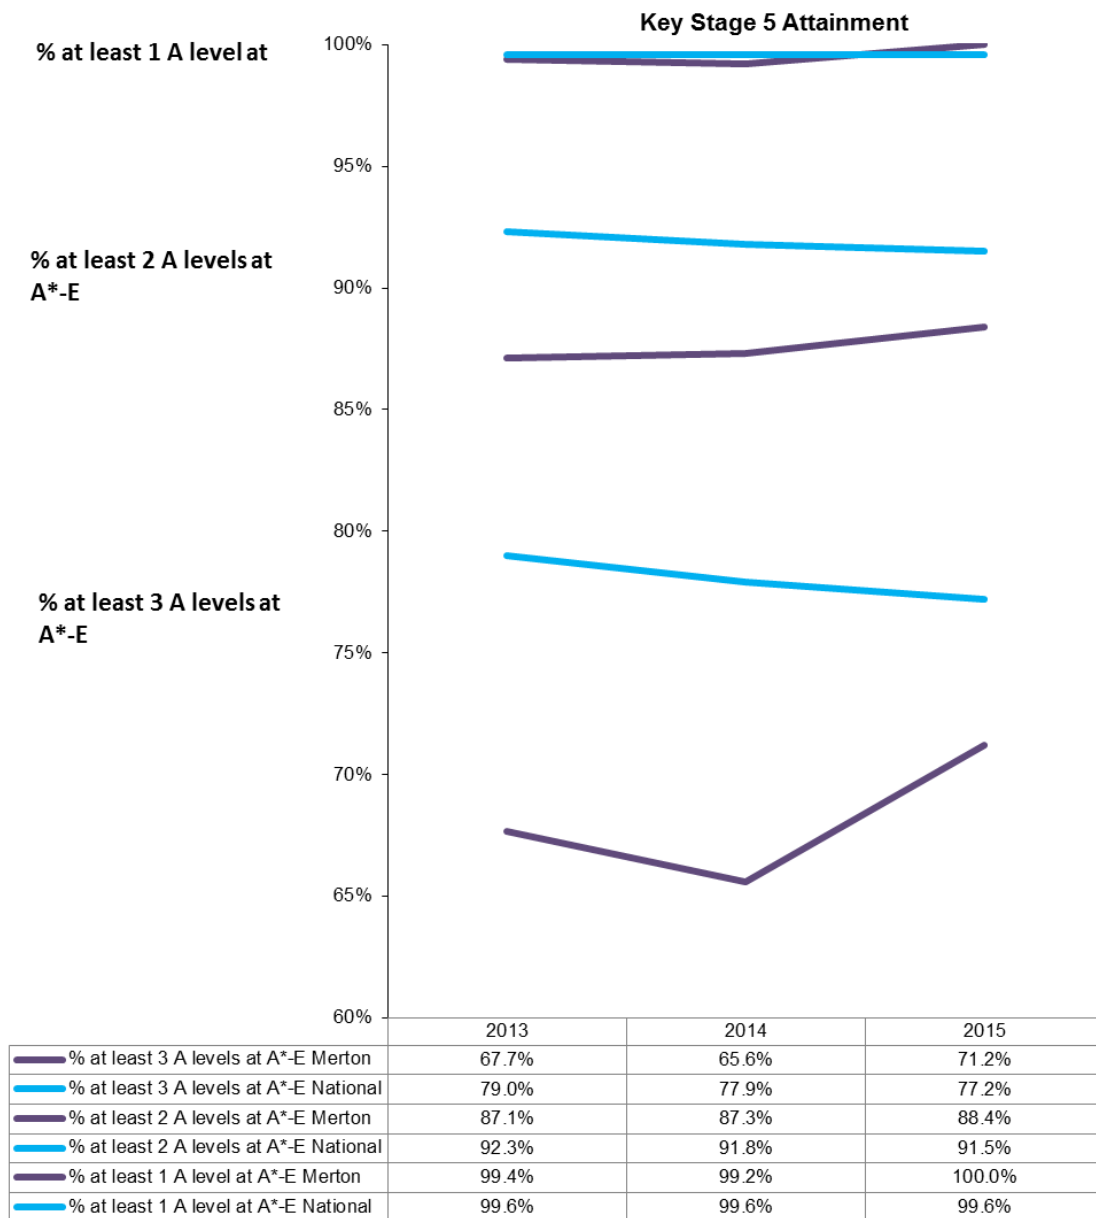 Key Stage 5 Attainment
% at least 1 A level at
100%
95%
% at least 2 A levels at
A*-E
90%
85%
80%
% at least 3 A levels at
A*-E
75%
70%
65%
60%
2013 2014 2015
% at least 3 A levels at A*-E Merton 67.7% 65.6% 71.2%
% at least 3 A levels at A*-E National 79.0% 77.9% 77.2%
% at least 2 A levels at A*-E Merton 87.1% 87.3% 88.4%
% at least 2 A levels at A*-E National 92.3% 91.8% 91.5%
% at least 1 A level at A*-E Merton 99.4% 99.2% 100.0%
% at least 1 A level at A*-E National 99.6% 99.6% 99.6%